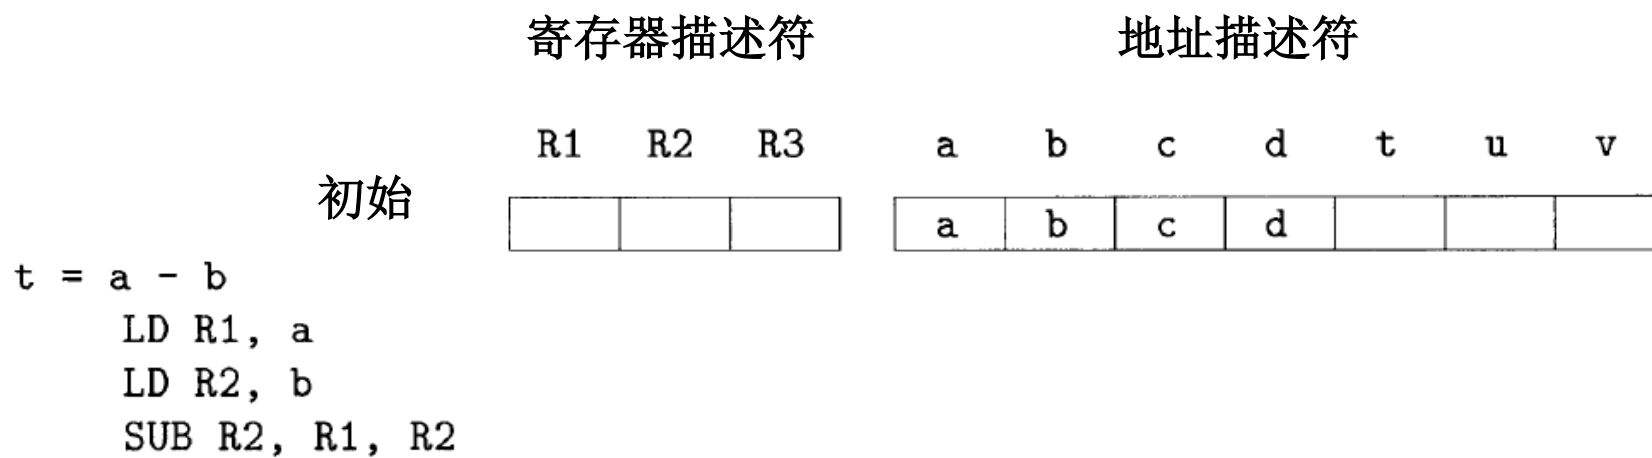 寄存器描述符 地址描述符
R1 R2 R3 a b c d t u v
初始 a b c d
t = a - b
LD R1, a
LD R2, b
SUB R2, R1, R2